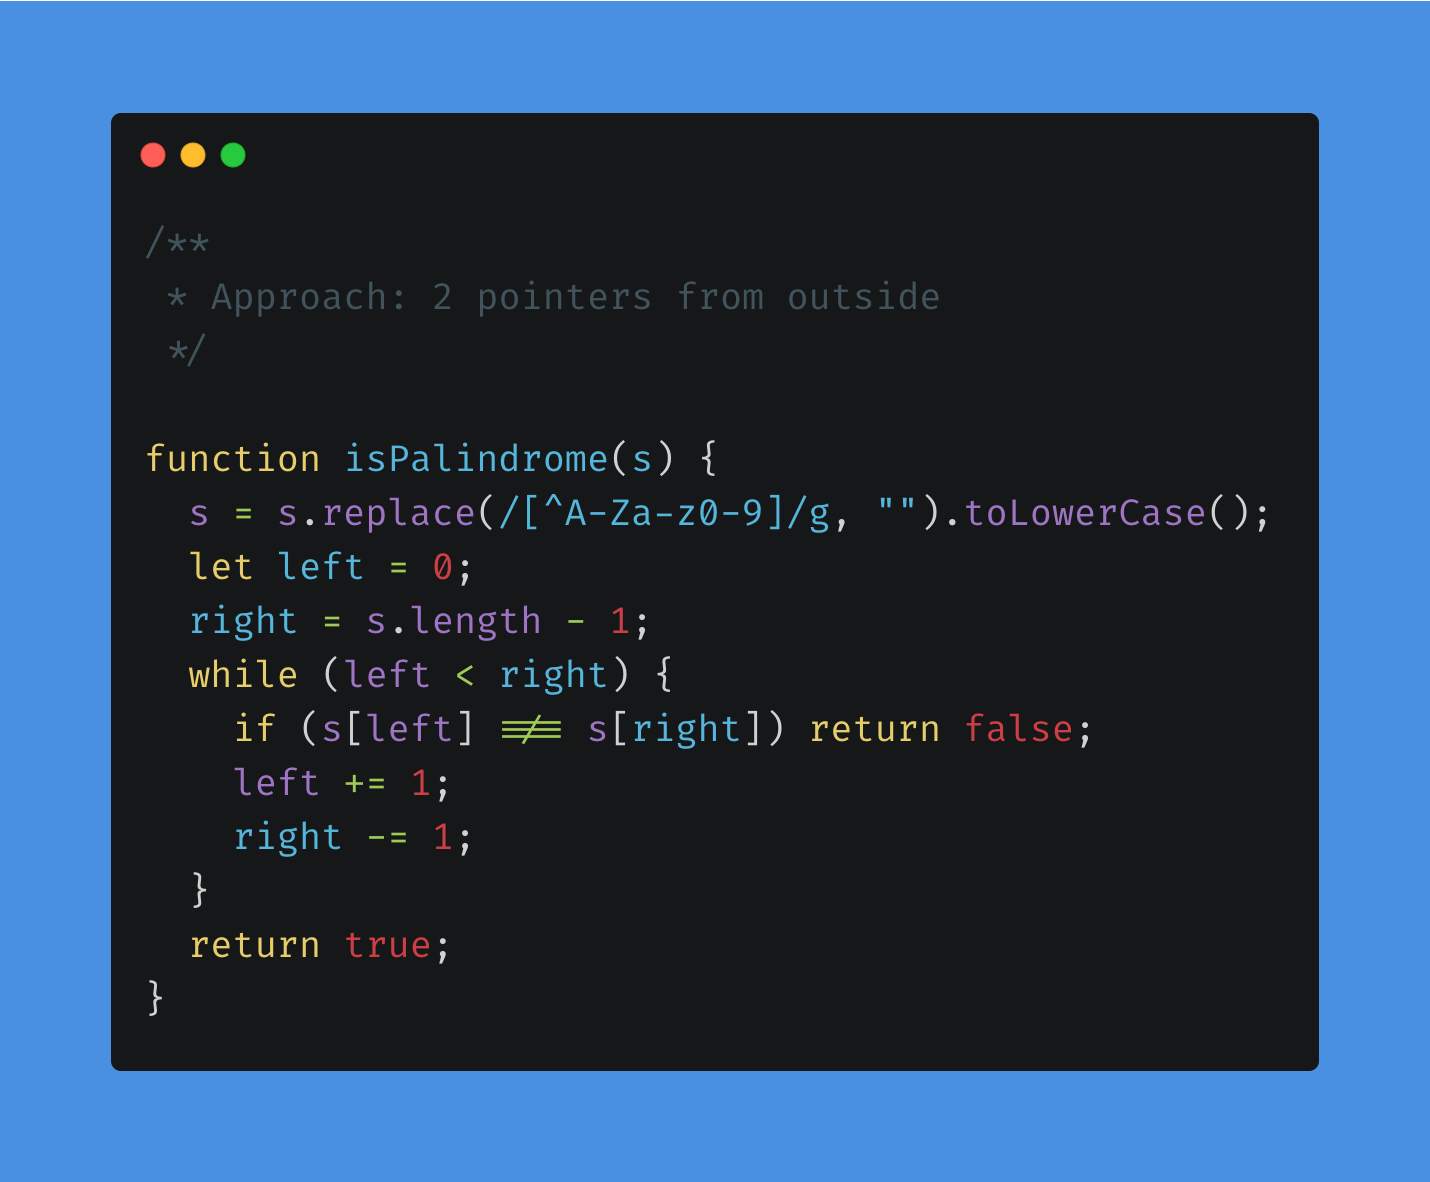 /**
 * Approach: 2 pointers from outside
 */
function isPalindrome(s) {
  s = s.replace(/[^A-Za-z0-9]/g, "").toLowerCase();
  let left = 0;
  right = s.length - 1;
  while (left < right) {
    if (s[left] !== s[right]) return false;
    left += 1;
    right -= 1;
  }
  return true;
}